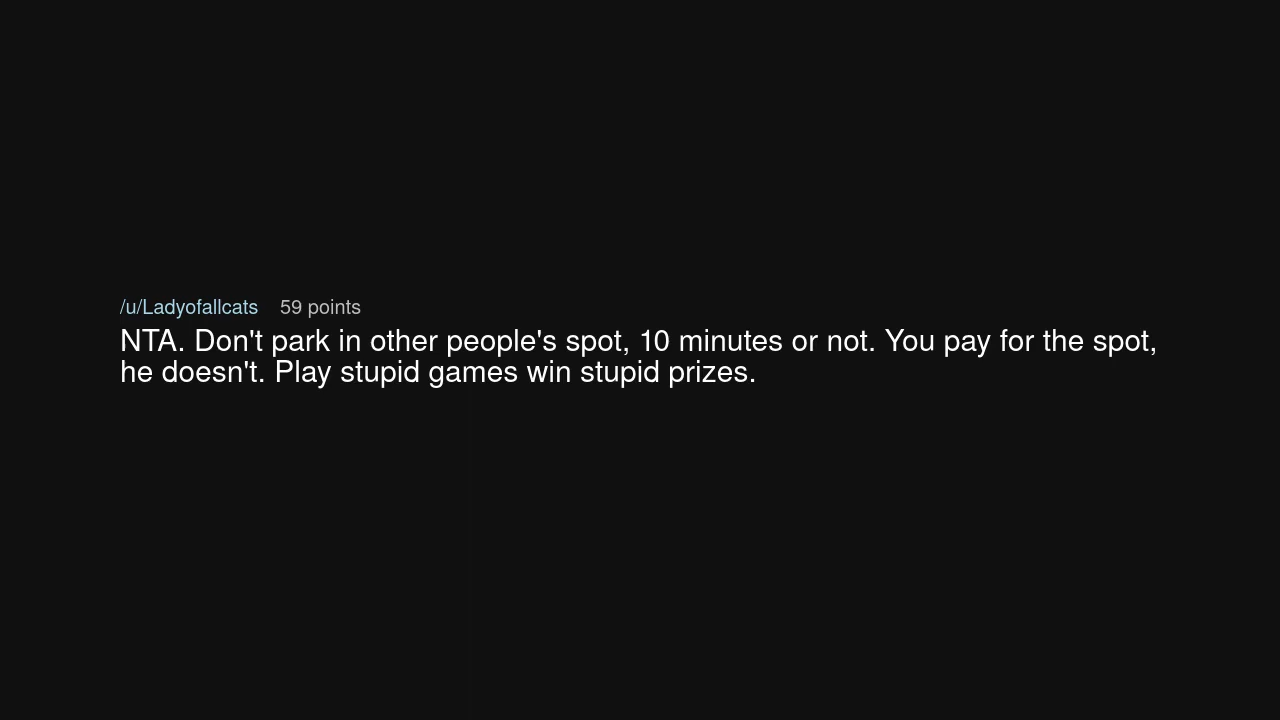 /u/Ladyofallcats 59 points
NTA. Don't park in other people's spot, 10 minutes or not. You pay for the spot,
he doesn't. Play stupid games win stupid prizes.